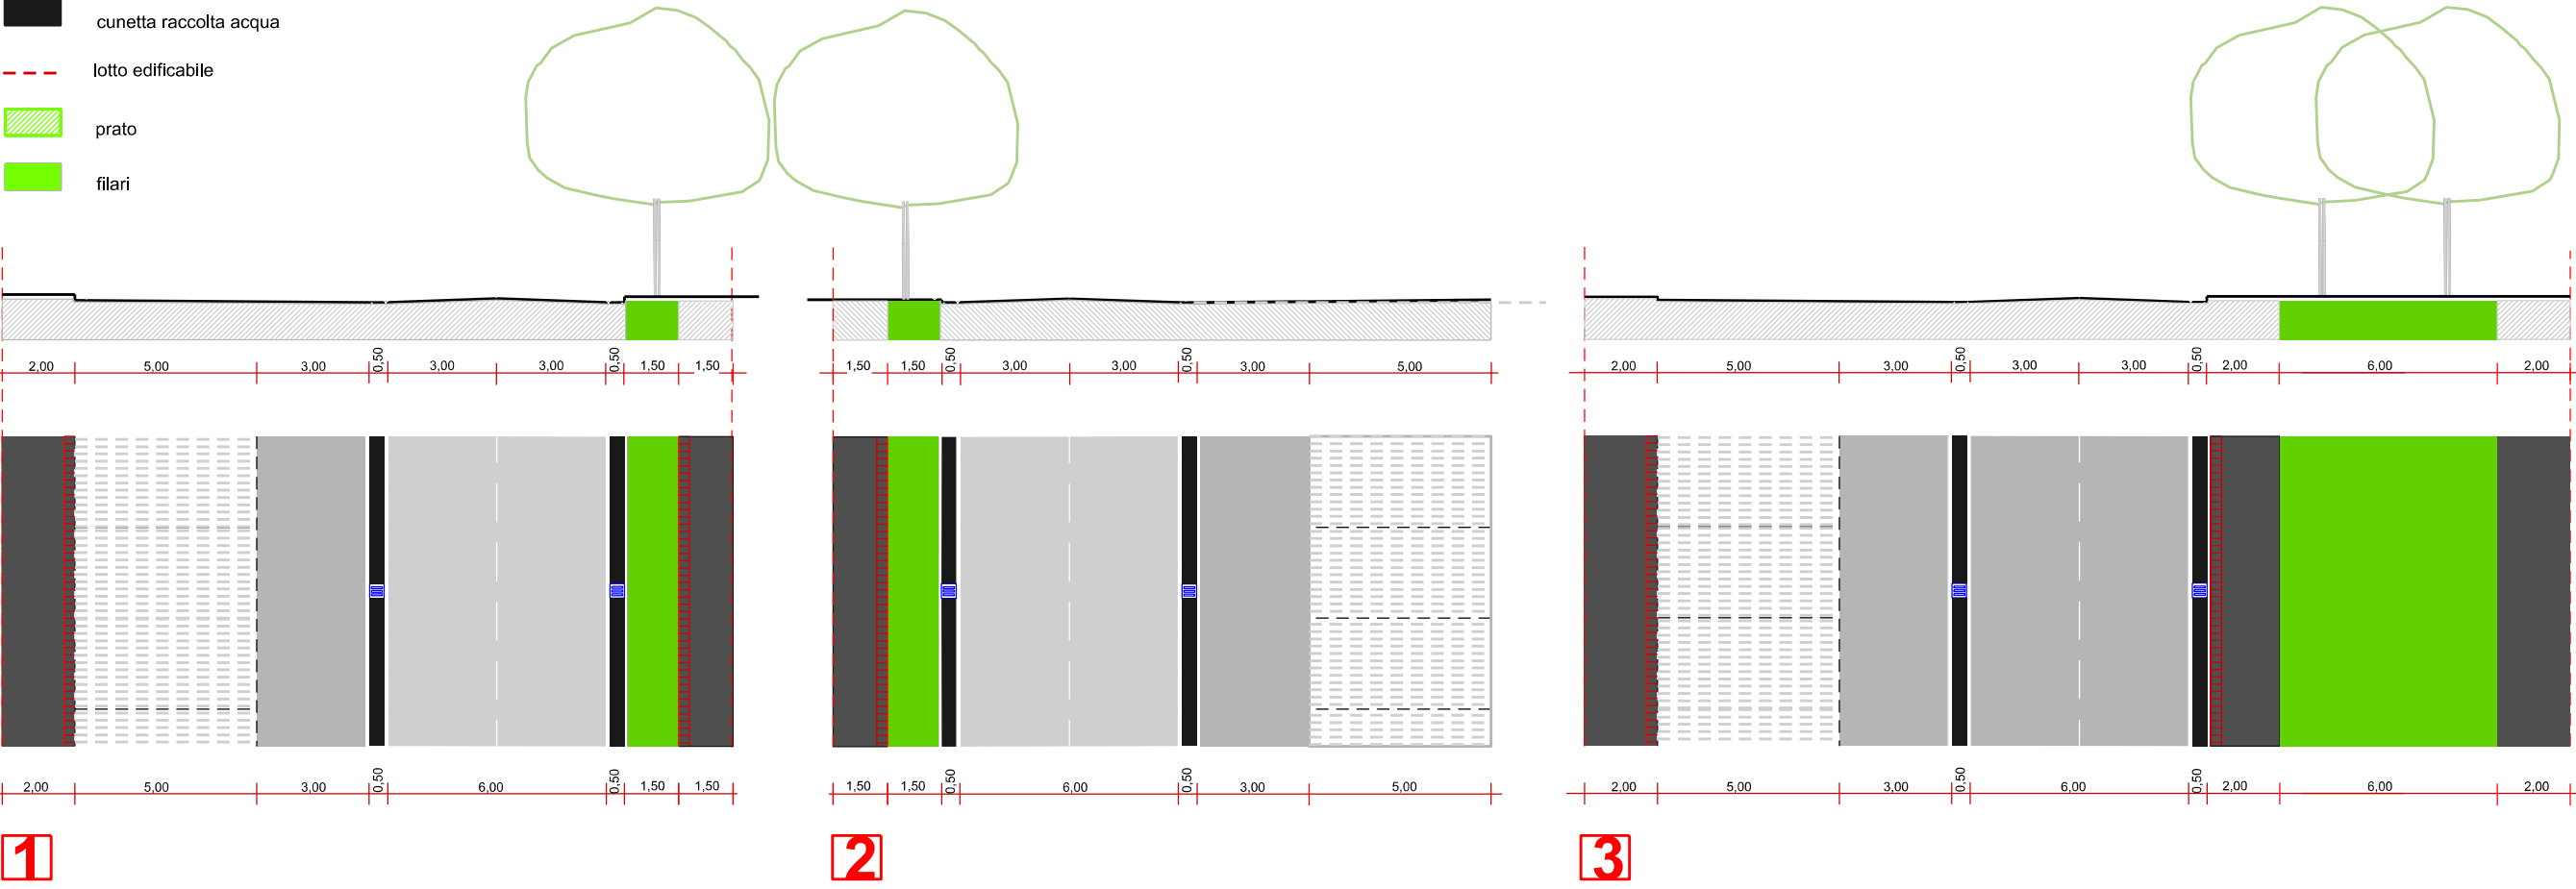 cunetta raccolta acqua
lotto edificabile
prato
filari
2,00 5,00 3,00 0,50 3,00 3,00 0,50 1,50 1,50
1,50 1,50 0,50 3,00 3,00 0,50 3,00 5,00
2,00 5,00 3,00 0,50 3,00 3,00 0,50 2,00 6,00 2,00
2,00 5,00 3,00 0,50 6,00 0,50 1,50 1,50
1,50 1,50 0,50 6,00 0,50 3,00 5,00
2,00 5,00 3,00 0,50 6,00 0,50 2,00 6,00 2,00
1
2
3